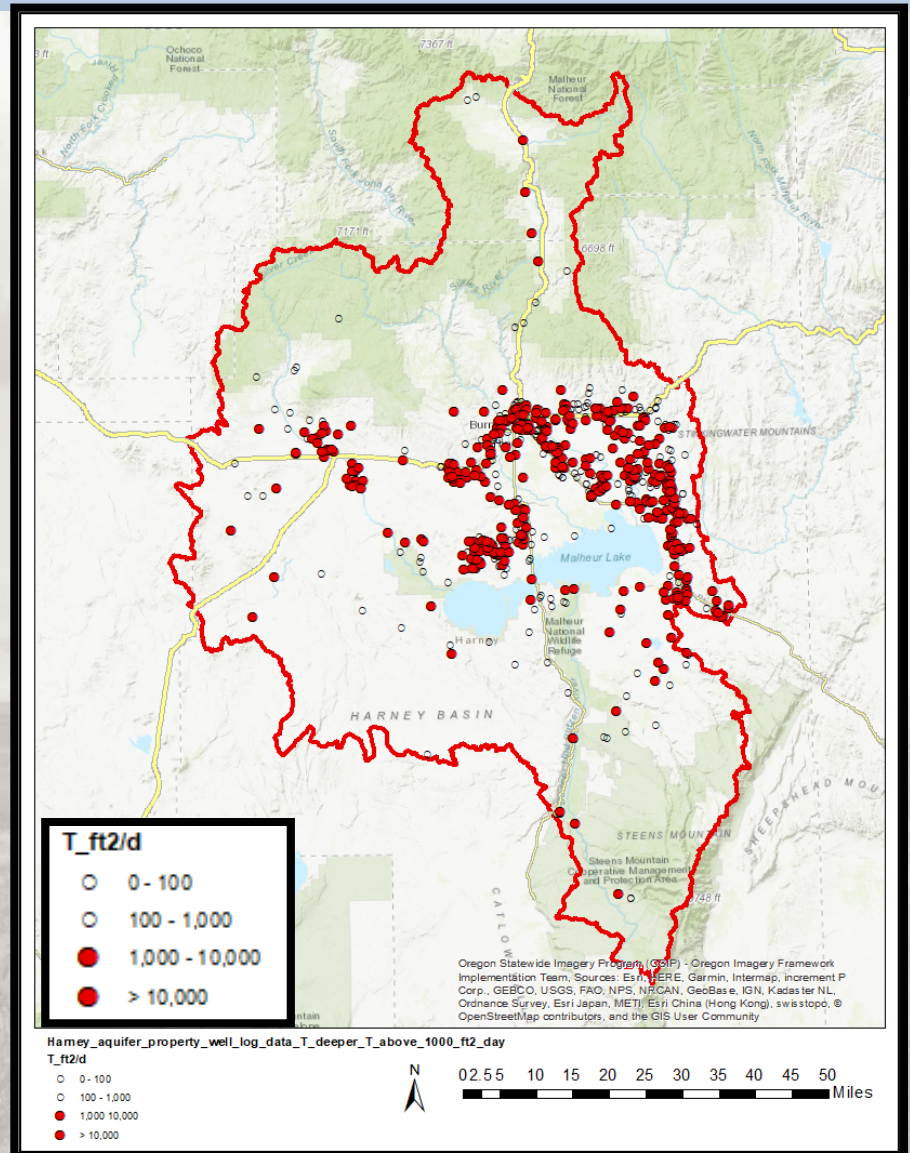 7367 ft
Ochoco
National
Forest
Malheur
National
Forest
North Fork Crooked River
South Fork John Day River
North Fork Malheur River
7171 ft
6698 ft
Silver Creek
Silvies River
Burn
STINKINGWATER MOUNTAINS
Malheur Lake
Malheur
National
Wildlife
Refuge
Harney
HARNEY BASIN
SHEEPSHEAD MOU
STEENS MOUNTAIN
Steens Mountain
Cooperative Management
and Protection Area
9748 ft
CATLOW
T_ft2/d
0 - 100
100 - 1,000
1,000 - 10,000
> 10,000
Oregon Statewide Imagery Program (OSIP) - Oregon Imagery Framework
Implementation Team, Sources: Esri, HERE, Garmin, Intermap, increment P
Corp., GEBCO, USGS, FAO, NPS, NRCAN, GeoBase, IGN, Kadaster NL,
Ordnance Survey, Esri Japan, METI, Esri China (Hong Kong), swisstopo, ©
OpenStreetMap contributors, and the GIS User Community
Harney_aquifer_property_well_log_data_T_deeper_T_above_1000_ft2_day
T_ft2/d
0 - 100
100 - 1,000
1,000 10,000
> 10,000
N
0 2.5 5 10 15 20 25 30 35 40 45 50
Miles